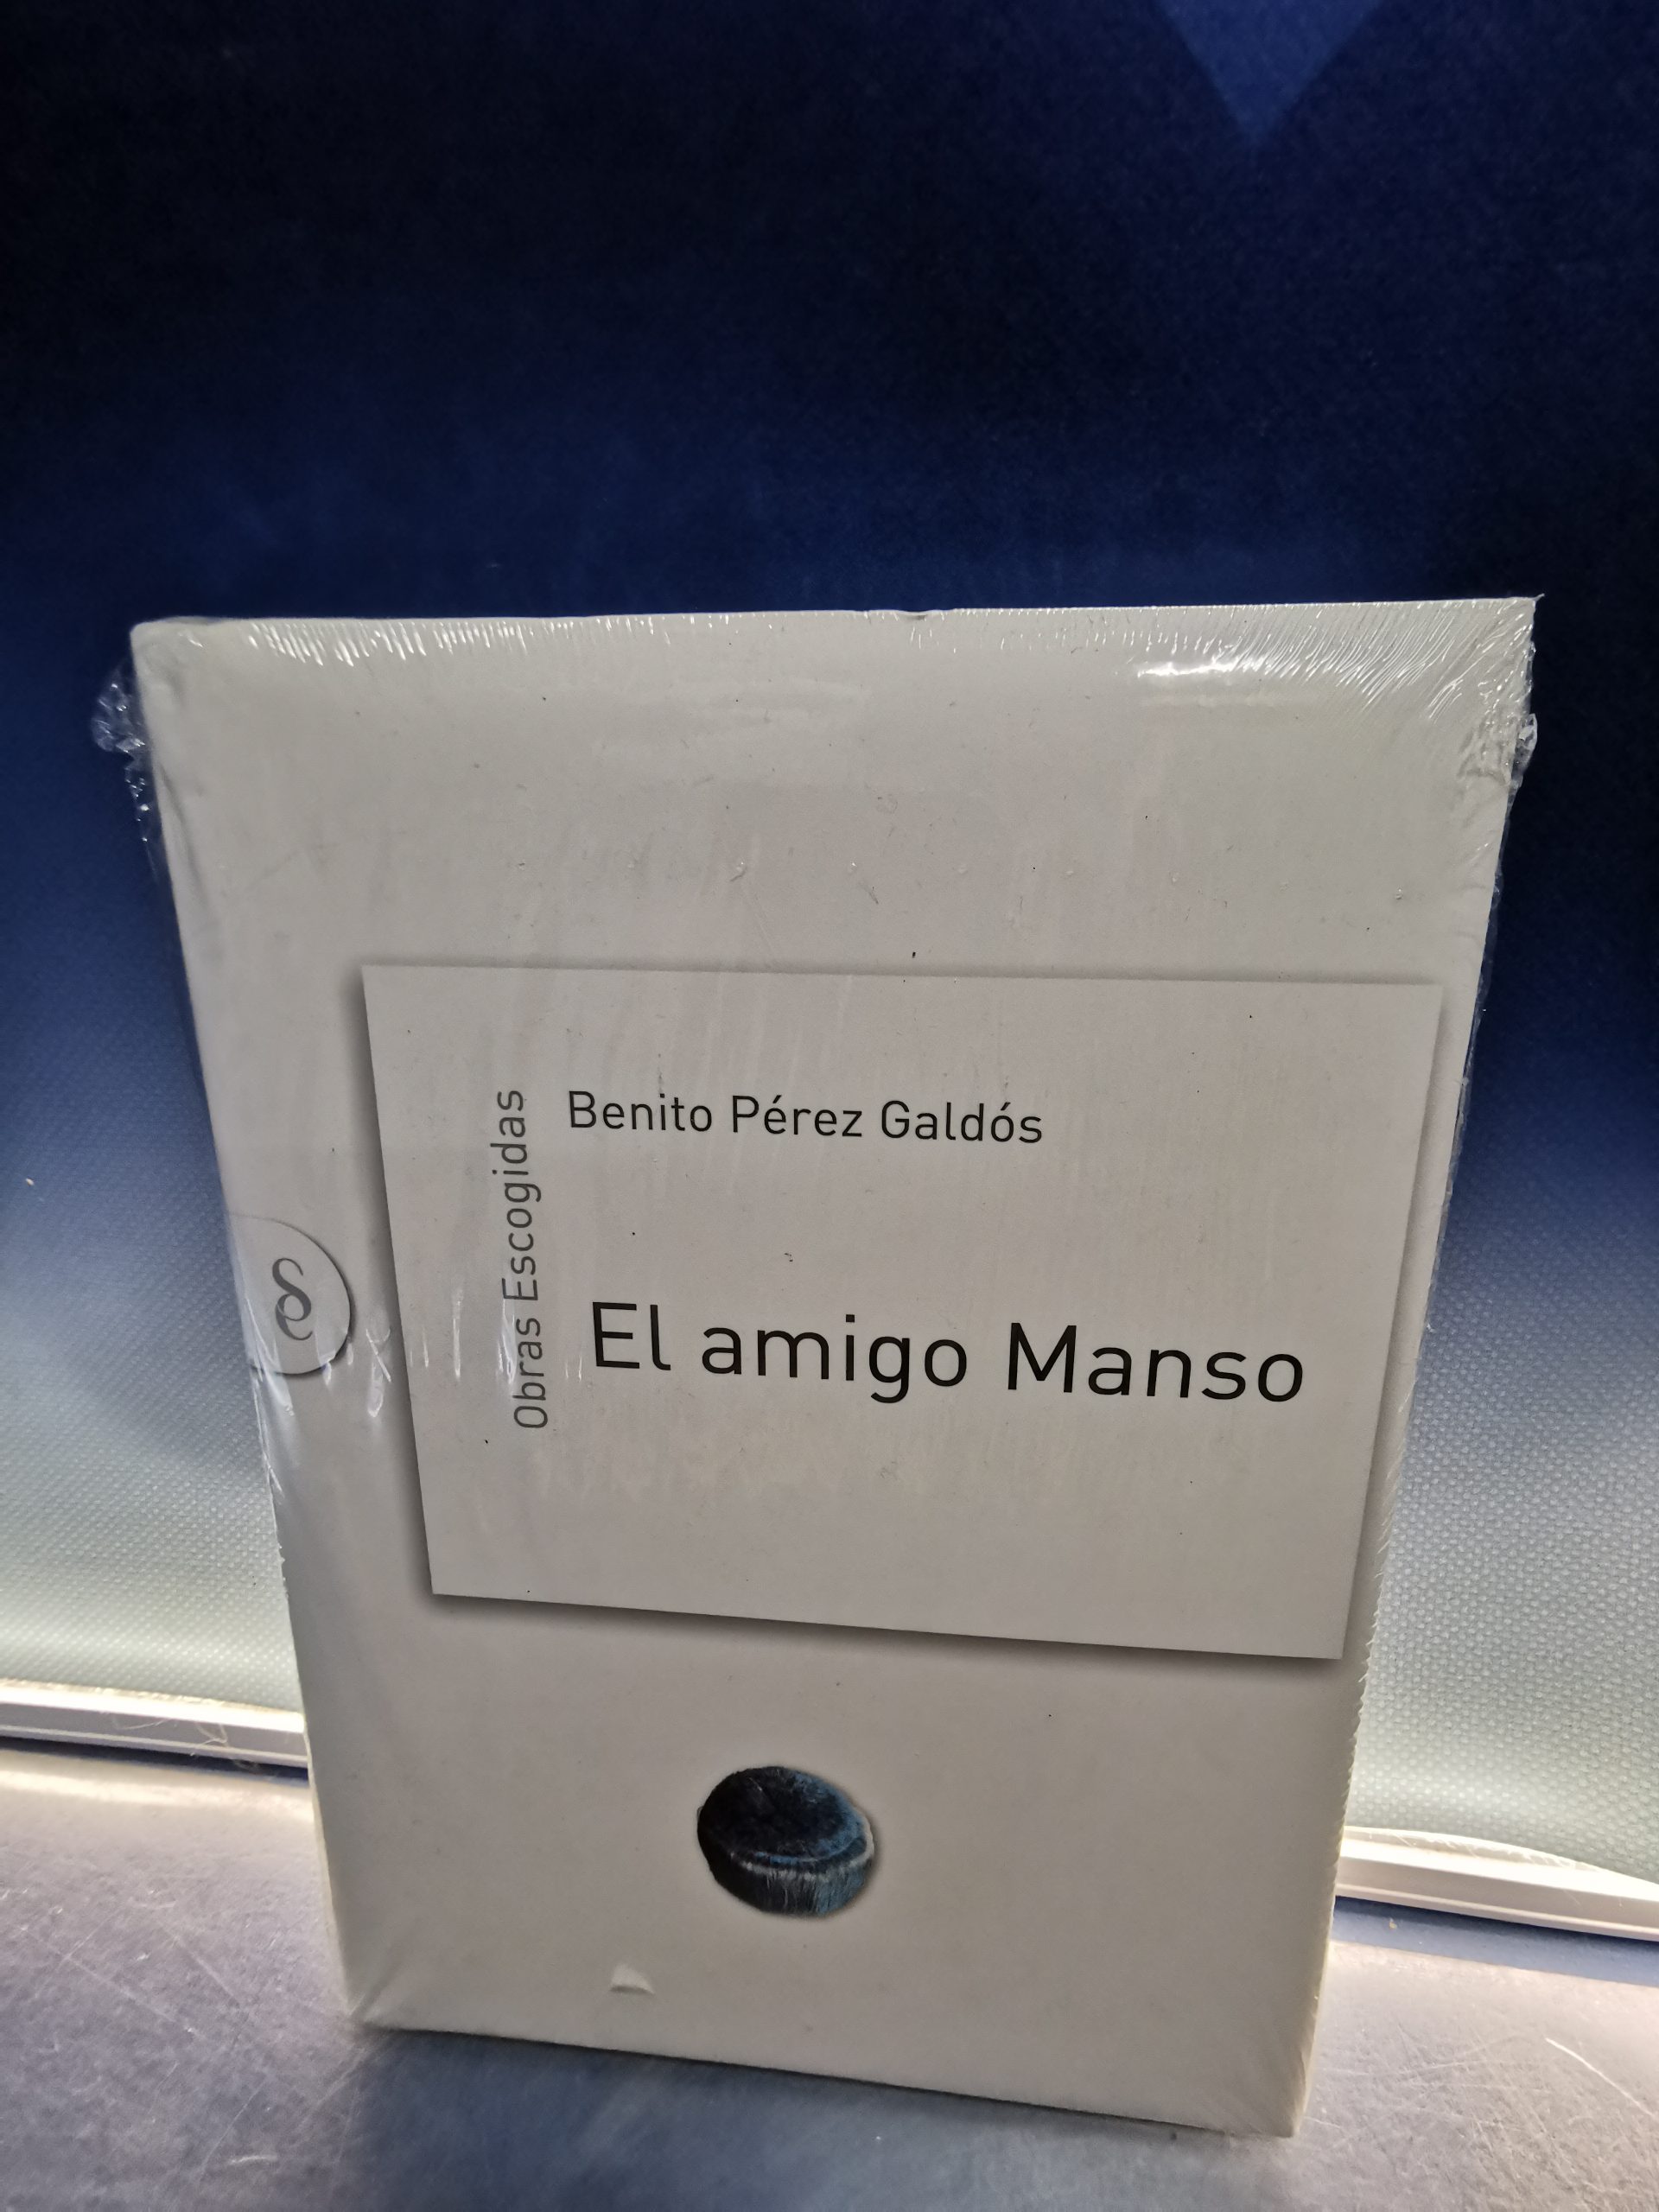 Benito Pérez Galdós
Obras Escogidas
El amigo Manso